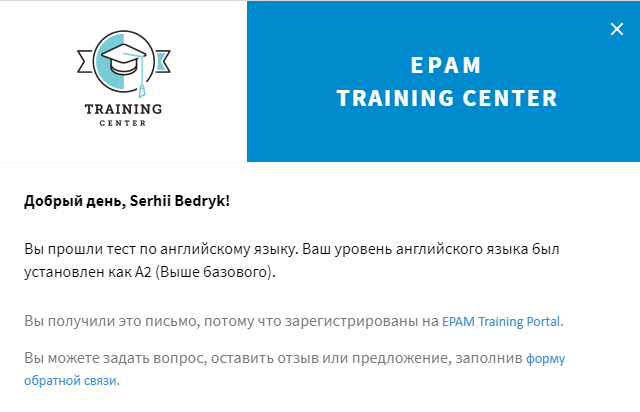 TRAINING
CENTER
EPAM
TRAINING CENTER
Добрый день, Serhii Bedryk!
Вы прошли тест по английскому языку. Ваш уровень английского языка был
установлен как A2 (Выше базового).
Вы получили это письмо, потому что зарегистрированы на EPAM Training Portal.
Вы можете задать вопрос, оставить отзыв или предложение, заполнив форму
обратной связи.